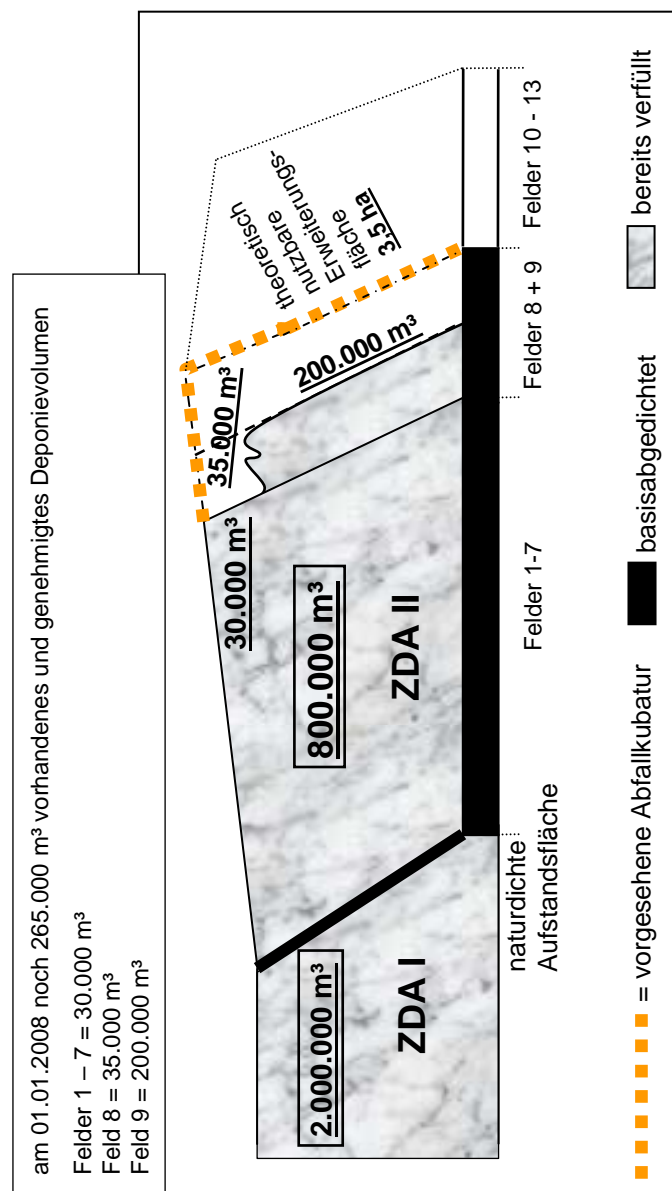 am 01.01.2008 noch 265.000 m³ vorhandenes und genehmigtes Deponievolumen
Felder 1 – 7 = 30.000 m³
Feld 8 = 35.000 m³
Feld 9 = 200.000 m³
2.000.000 m³
ZDA I
800.000 m³
ZDA II
30.000 m³
35.000 m³
200.000 m³
theoretisch
nutzbare
Erweiterungs-
fläche
3,5 ha
naturdichte
Aufstandsfläche
Felder 1-7
Felder 8 + 9
Felder 10 - 13
= vorgesehene Abfallkubatur
basisabgedichtet
bereits verfüllt